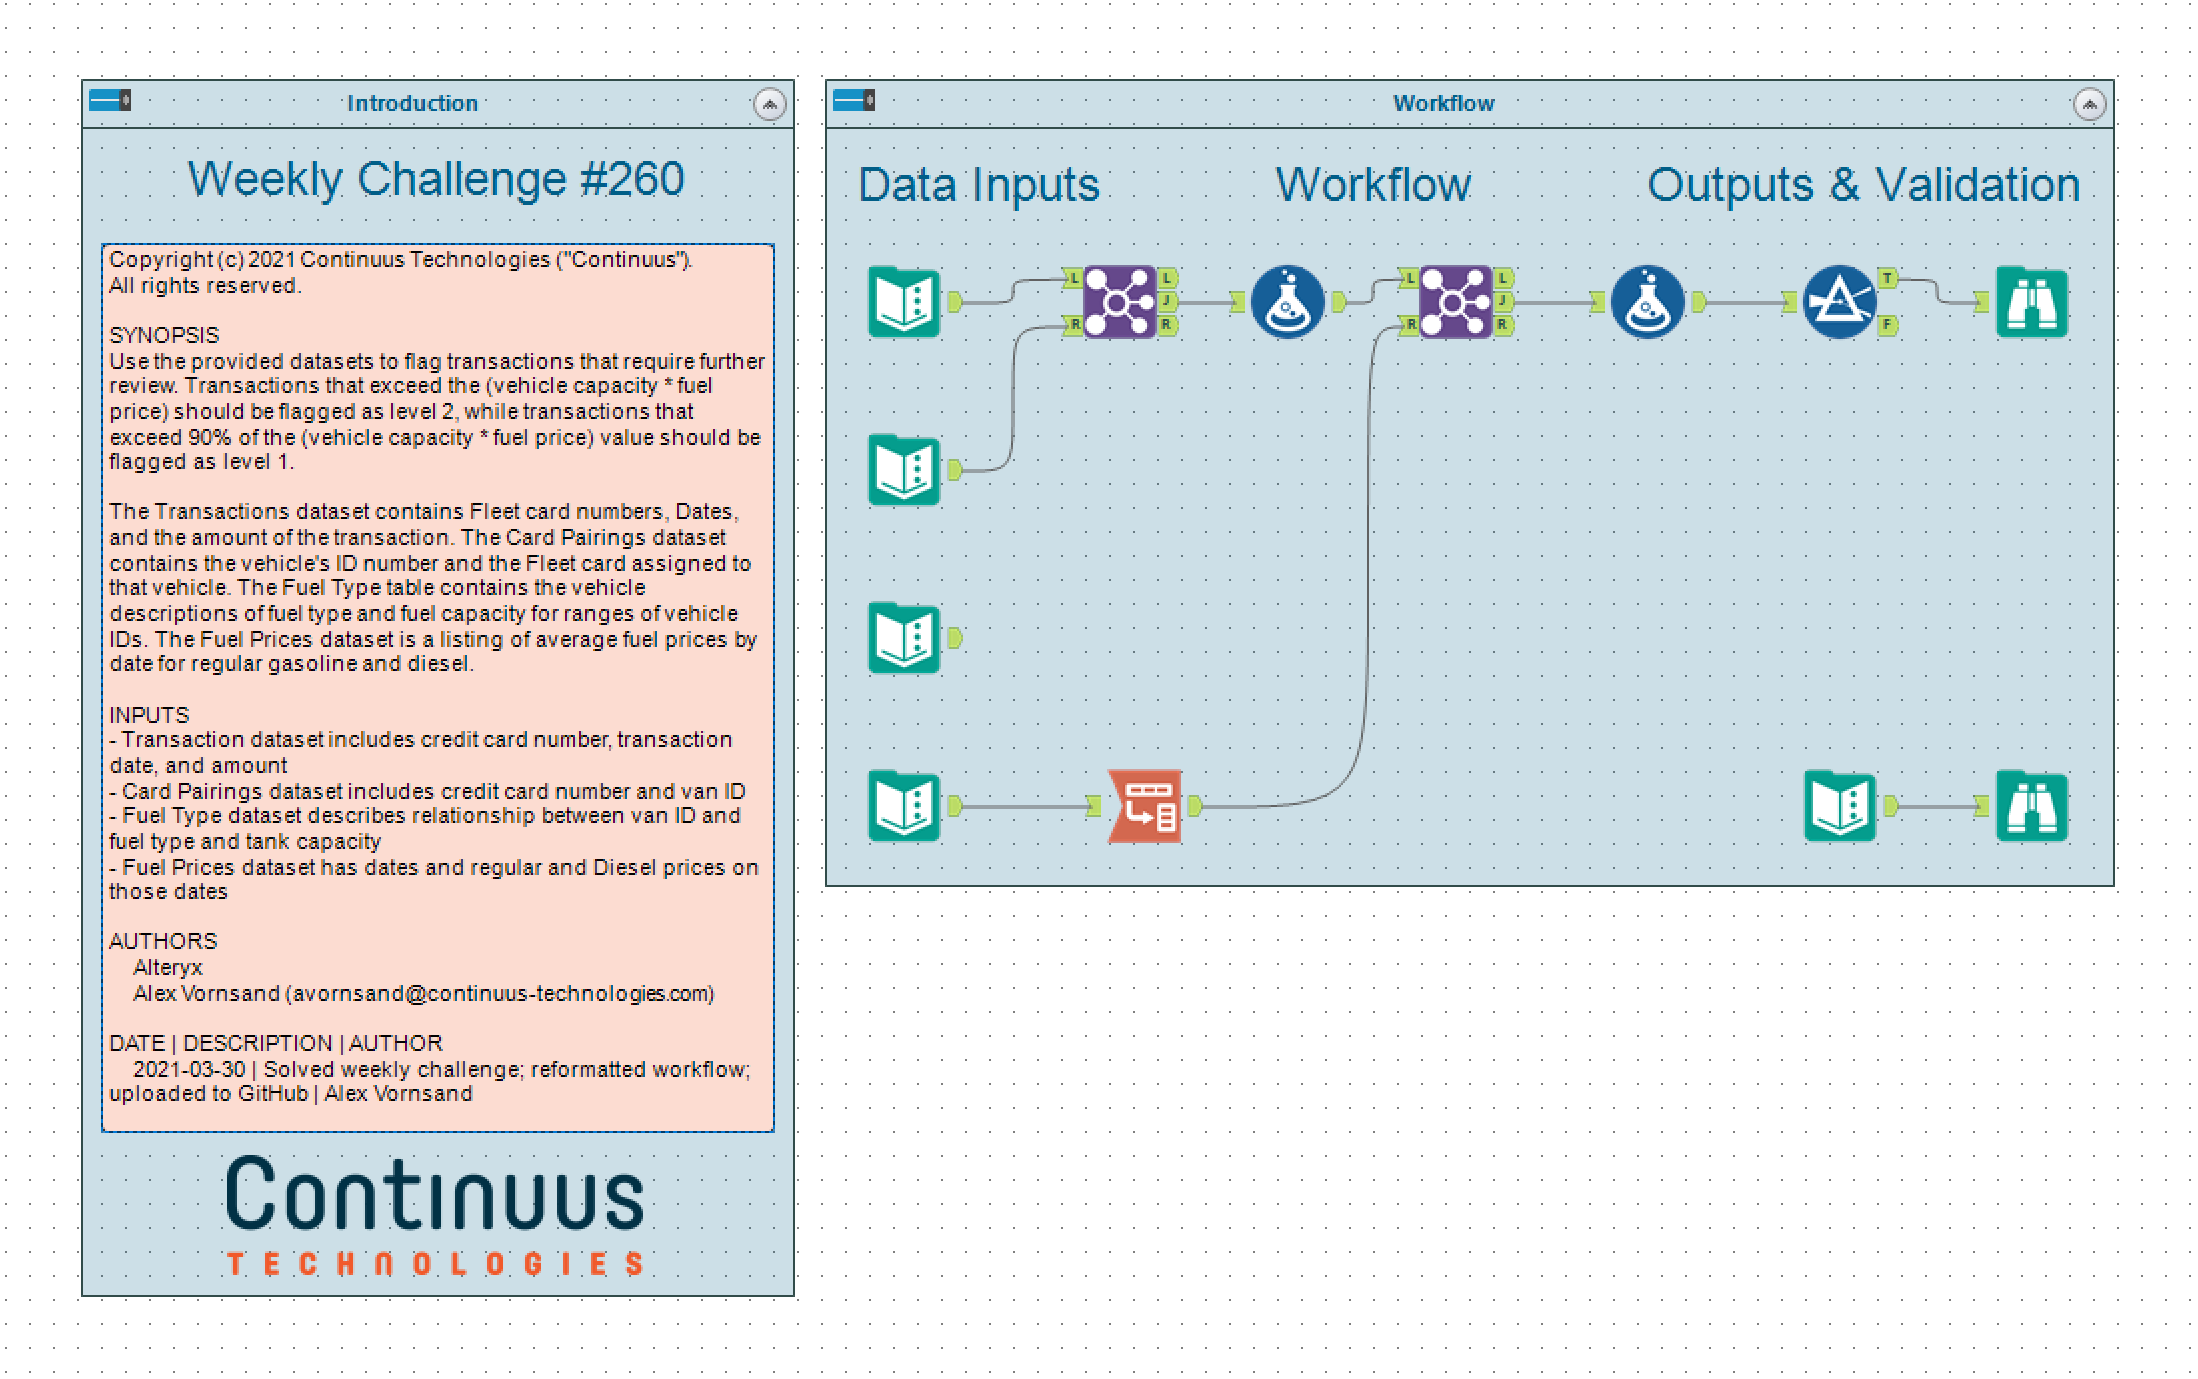 Introduction
Weekly Challenge #260
Copyright (c) 2021 Continuus Technologies ("Continuus").
All rights reserved.
SYNOPSIS
Use the provided datasets to flag transactions that require further
review. Transactions that exceed the (vehicle capacity * fuel
price) should be flagged as level 2, while transactions that
exceed 90% of the (vehicle capacity * fuel price) value should be
flagged as level 1.
The Transactions dataset contains Fleet card numbers, Dates,
and the amount of the transaction. The Card Pairings dataset
contains the vehicle's ID number and the Fleet card assigned to
that vehicle. The Fuel Type table contains the vehicle
descriptions of fuel type and fuel capacity for ranges of vehicle
IDs. The Fuel Prices dataset is a listing of average fuel prices by
date for regular gasoline and diesel.
INPUTS
- Transaction dataset includes credit card number, transaction
date, and amount
- Card Pairings dataset includes credit card number and van ID
- Fuel Type dataset describes relationship between van ID and
fuel type and tank capacity
- Fuel Prices dataset has dates and regular and Diesel prices on
those dates
AUTHORS
Alteryx
Alex Vornsand (avornsand@continuus-technologies.com)
DATE | DESCRIPTION | AUTHOR
2021-03-30 | Solved weekly challenge; reformatted workflow;
uploaded to GitHub | Alex Vornsand
Continuus
TECHNOLOGIES
Workflow
Data Inputs
Workflow
Outputs & Validation
L
R
L
J
R
L
R
L
J
R
T
F